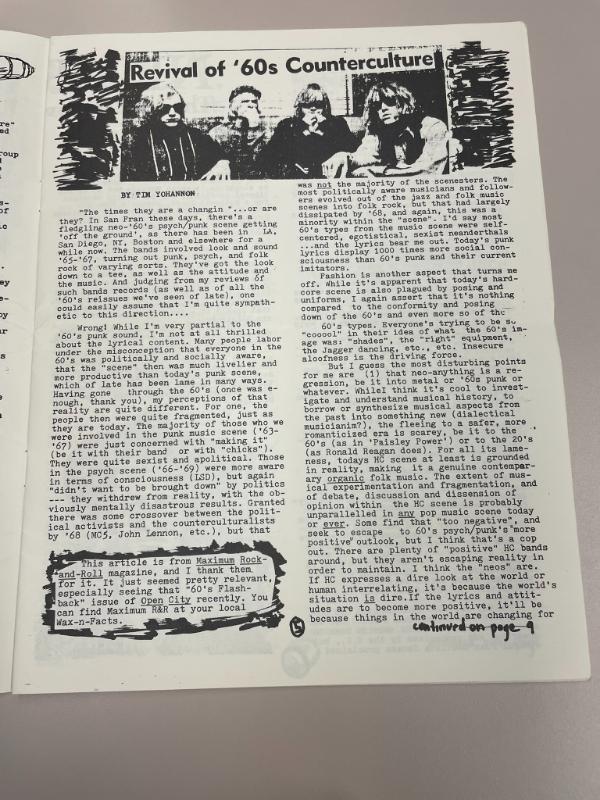 Revival of '60s Counterculture
BY TIM YOHANNON
"The times they are a changin "...or are
they? In San Fran these days, there's a
fledgling neo-'60's psych/punk scene getting
'off the ground', as there has been in LA,
San Diego, NY, Boston and elsewhere for a
while now. The bands involved look and sound
'65-'67, turning out punk, psych, and folk
rock of varying sorts. They've got the look
down to a tee, as well as the attitude and
the music. And judging from my reviews 6f
such bands records (as well as of all the
'60's reissues we've seen of late), one
could easily assume that I'm quite sympath-
etic to this direction....
Wrong! While I'm very partial to the
'60's punk sound, I'm not at all thrilled
about the lyrical content. Many people labor
under the misconception that everyone in the
60's was politically and socially aware,
that the "scene" then was much livelier and
more productive than today's punk scene,
which of late has been lame in many ways.
Having gone through the 60's (once was e-
nough, thank you), my perceptions of that
reality are quite different. For one, the
people then were quite fragmented, just as
they are today. The majority of those who we
were involved in the punk music scene ('63-
'67) were just concerned with "making it"
(be it with their band or with "chicks").
They were quite sexist and apolitical. Those
in the psych scene ('66-'69) were more aware
in terms of consciousness (LSD), but again
"didn't want to be brought down" by politics
--- they withdrew from reality, with the ob-
viously mentally disastrous results. Granted
there was some crossover between the polit-
ical activists and the counterculturalists
by '68 (MC5, John Lennon, etc.), but that
This article is from Maximum Rock-
and-Roll magazine, and I thank them
for it. It just seemed pretty relevant,
especially seeing that "60's Flash-
back" issue of Open City recently. You
can find Maximum R&R at your local
Wax-n-Facts.
was not the majority of the scenesters. The
most politically aware musicians and follow-
ers evolved out of the jazz and folk music
scenes into folk rock, but that had largely
dissipated by '68, and again, this was a
minority within the "scene". I'd say most
60's types from the music scene were self-
centered, egotistical, sexist neanderthals
...and the lyrics bear me out. Today's punk
lyrics display 1000 times more social con-
sciousness than 60's punk and their current
imitators.
Fashion is another aspect that turns me
off. While it's apparent that today's hard-
core scene is also plagued by posing and
uniforms, I again assert that it's nothing
compared to the conformity and posing
down of the 60's and even more so of the
60's types. Everyone's trying to be
"cooool" in their idea of what the 60's im-
age was: "shades", the "right" equipment,
the Jagger dancing, etc., etc. Insecure
aloofness is the driving force.
But I guess the most disturbing points
for me are (1) that neo-anything is a re-
gression, be it into metal or '60s punk or
whatever. WhileI think it's cool to invest-
igate and understand musical history, to
borrow or synthesize musical aspects from
the past into something new (dialectical
musicianism?), the fleeing to a safer, more
romanticized era is scarey, be it to the
60's (as in 'Paisley Power') or to the 20's
(as Ronald Reagan does). For all its lame-
ness, todays HC scene at least is grounded
in reality, making it a genuine contempor-
ary organic folk music. The extent of mus-
ical experimentation and fragmentation, and
of debate, discussion and dissension of
opinion within the HC scene is probably
unparallelled in any pop music scene today
or ever. Some find that "too negative", and
seek to escape to 60's psych/punk's"more
positive outlook, but I think that's a cop
out. There are plenty of "positive" HC bands
around, but they aren't escaping reality in
order to maintain. I think the "neos" are.
If HC expresses a dire look at the world or
human interrelating, it's because the world's
situation is dire.If the lyrics and attit-
udes are to become more positive, it'll be
because things in the world are changing for
continued on page 9
15